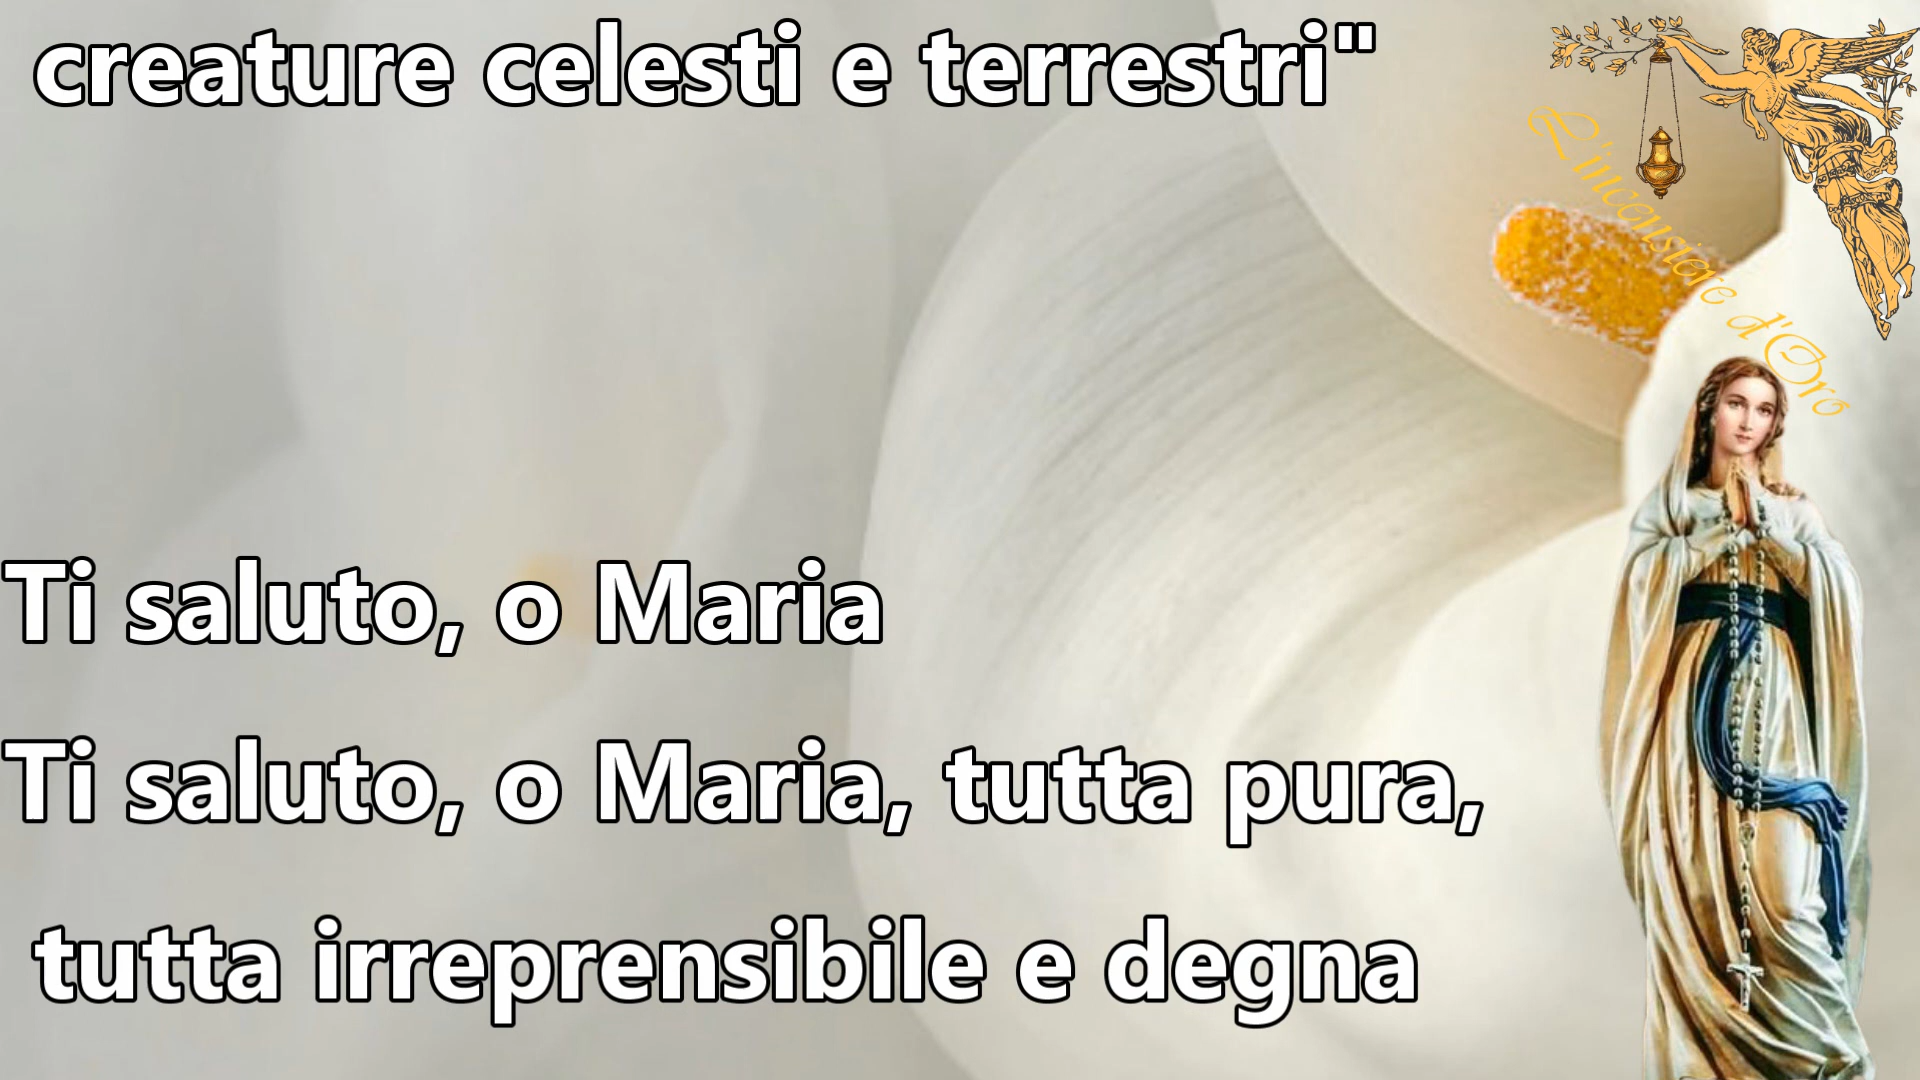 creature celesti e terrestri"
L'incensiere d'Oro
Ti saluto, o Maria
Ti saluto, o Maria, tutta pura,
tutta irreprensibile e degna